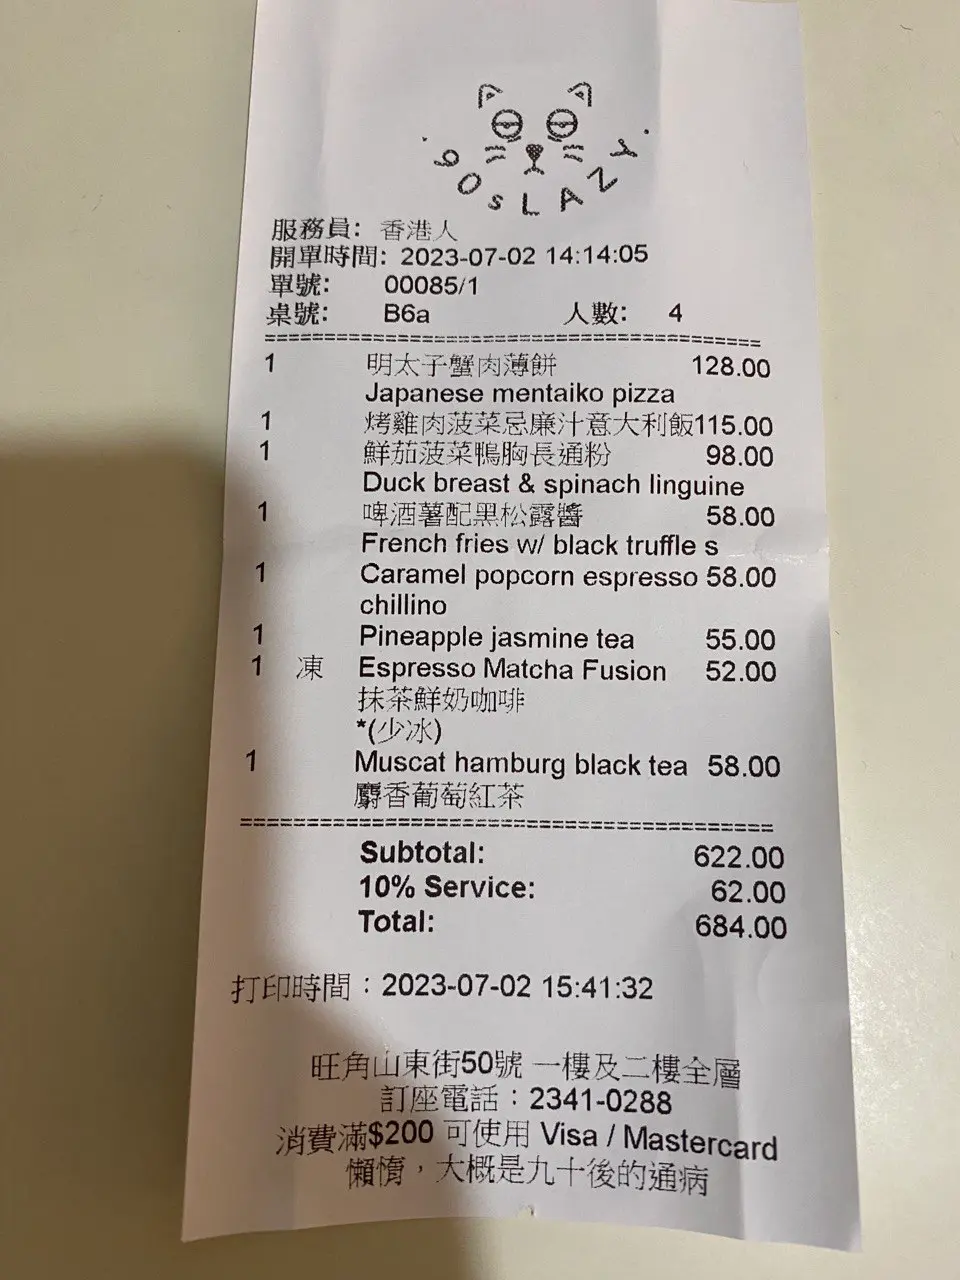 90sLAZY
服務員: 香港人
開單時間: 2023-07-02 14:14:05
單號: 00085/1
桌號: B6a 人數: 4
1 明太子蟹肉薄餅 128.00
Japanese mentaiko pizza
1 烤雞肉菠菜忌廉汁意大利飯115.00
1 鮮茄菠菜鴨胸長通粉 98.00
Duck breast & spinach linguine
1 啤酒薯配黑松露醬 58.00
French fries w/ black truffle s
1 Caramel popcorn espresso 58.00
chillino
1 Pineapple jasmine tea 55.00
1 凍 Espresso Matcha Fusion 52.00
抹茶鮮奶咖啡
*(少冰)
1 Muscat hamburg black tea 58.00
麝香葡萄紅茶
Subtotal: 622.00
10% Service: 62.00
Total: 684.00
打印時間：2023-07-02 15:41:32
旺角山東街50號 一樓及二樓全層
訂座電話：2341-0288
消費滿$200 可使用 Visa / Mastercard
懶惰，大概是九十後的通病